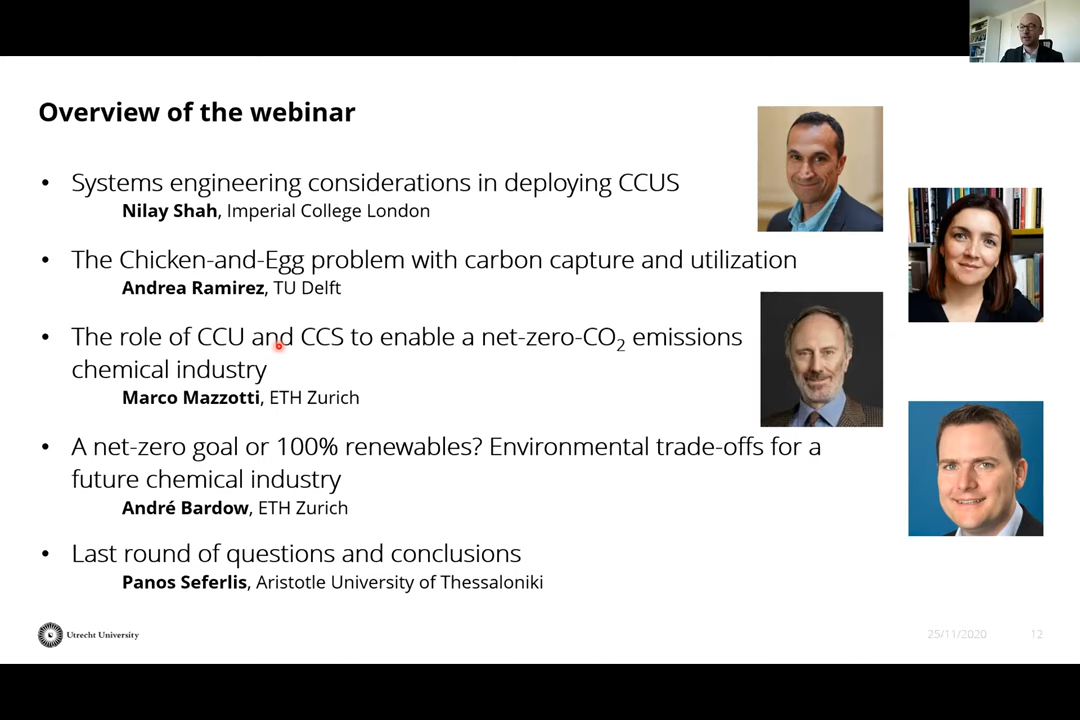 Overview of the webinar
• Systems engineering considerations in deploying CCUS
Nilay Shah, Imperial College London
• The Chicken-and-Egg problem with carbon capture and utilization
Andrea Ramirez, TU Delft
• The role of CCU and CCS to enable a net-zero-CO₂ emissions
chemical industry
Marco Mazzotti, ETH Zurich
• A net-zero goal or 100% renewables? Environmental trade-offs for a
future chemical industry
André Bardow, ETH Zurich
• Last round of questions and conclusions
Panos Seferlis, Aristotle University of Thessaloniki
Utrecht University
25/11/2020 12